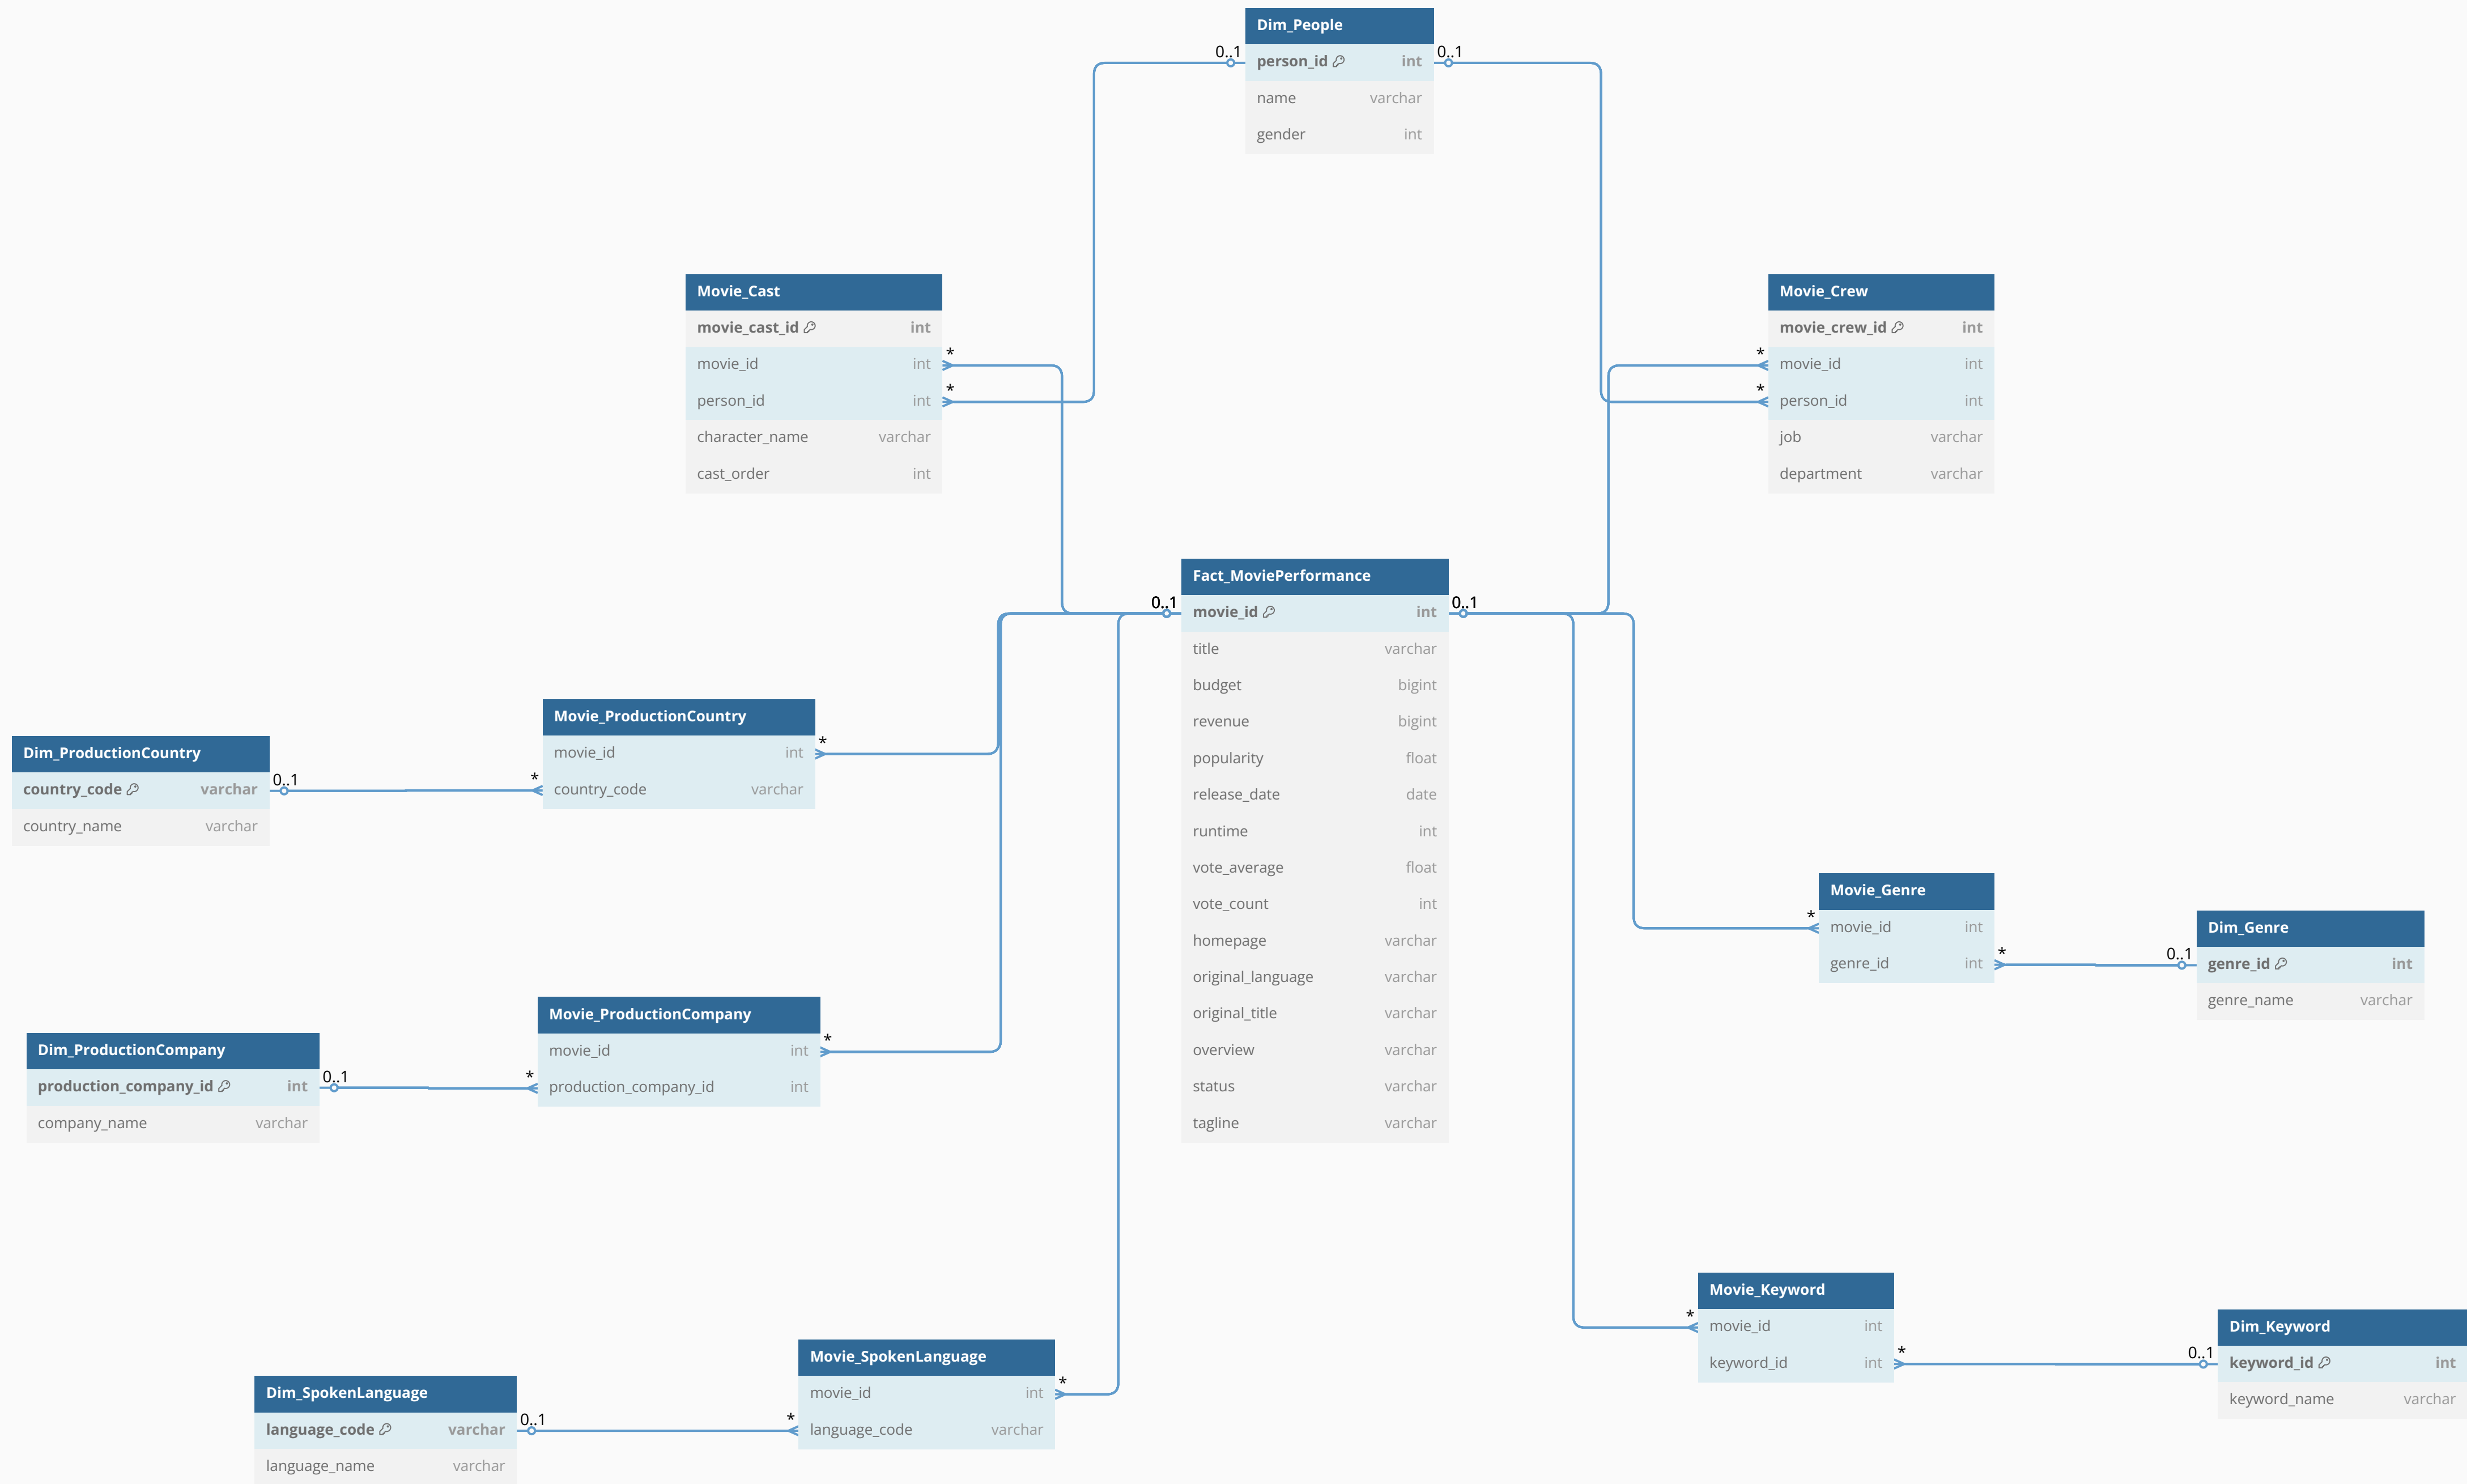 Dim_People
0..1
0..1
person_id int
name varchar
gender int
Movie_Cast
movie_cast_id int
*
movie_id int
*
person_id int
character_name varchar
cast_order int
Movie_Crew
movie_crew_id int
*
movie_id int
*
person_id int
job varchar
department varchar
Fact_MoviePerformance
0..1
0..1
movie_id int
title varchar
budget bigint
revenue bigint
popularity float
release_date date
runtime int
vote_average float
vote_count int
homepage varchar
original_language varchar
original_title varchar
overview varchar
status varchar
tagline varchar
Movie_ProductionCountry
*
movie_id int
*
country_code varchar
Dim_ProductionCountry
0..1
country_code varchar
country_name varchar
Movie_ProductionCompany
*
movie_id int
*
production_company_id int
Dim_ProductionCompany
0..1
production_company_id int
company_name varchar
Movie_Genre
*
movie_id int
*
genre_id int
Dim_Genre
0..1
genre_id int
genre_name varchar
Movie_Keyword
*
movie_id int
*
keyword_id int
Dim_Keyword
0..1
keyword_id int
keyword_name varchar
Movie_SpokenLanguage
*
movie_id int
*
language_code varchar
Dim_SpokenLanguage
0..1
language_code varchar
language_name varchar